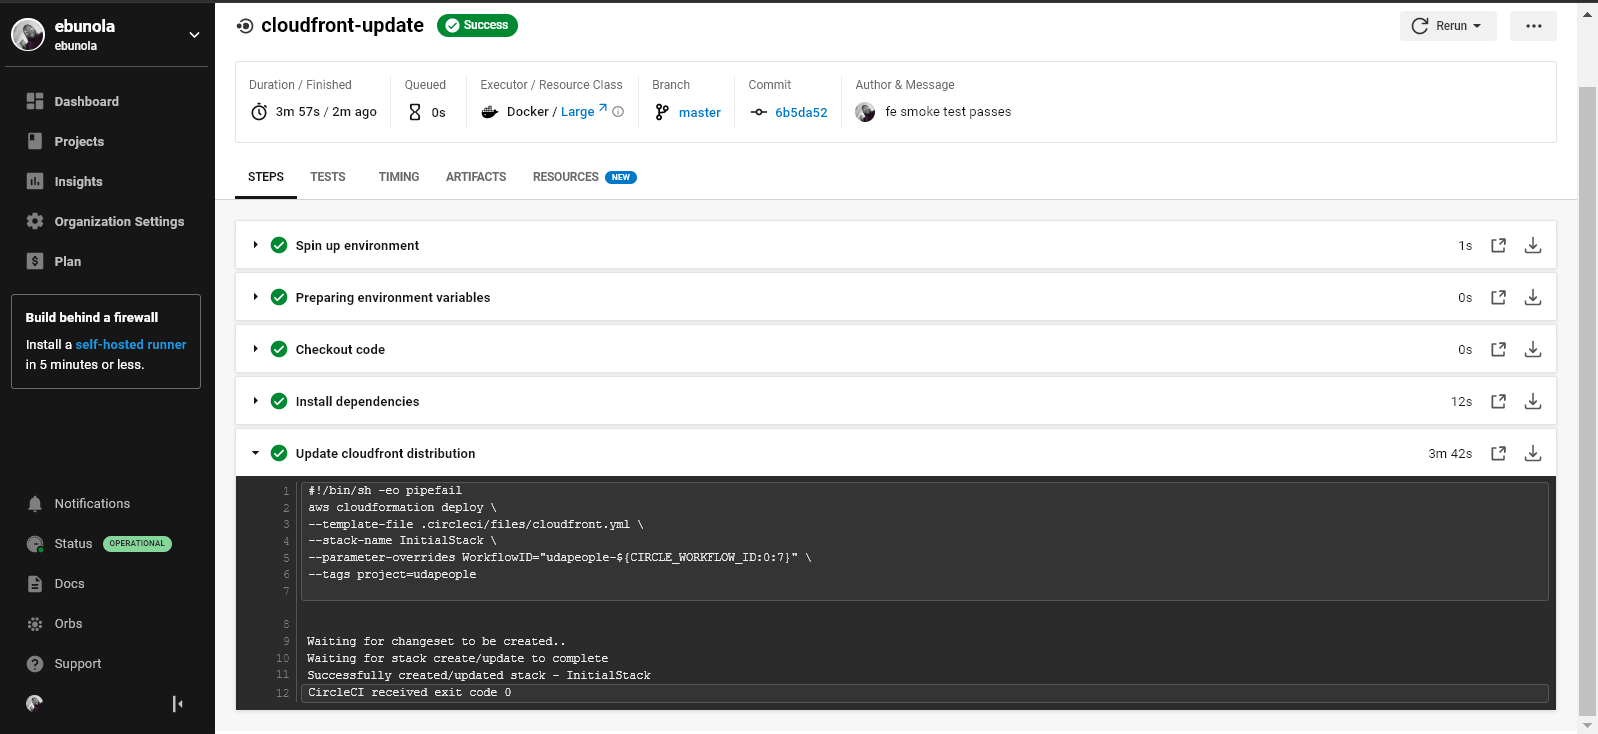 ebunola
ebunola
Dashboard
Projects
Insights
Organization Settings
Plan
Build behind a firewall
Install a self-hosted runner
in 5 minutes or less.
Notifications
Status OPERATIONAL
Docs
Orbs
Support
cloudfront-update Success
Rerun
Duration / Finished Queued Executor / Resource Class Branch Commit Author & Message
3m 57s / 2m ago 0s Docker / Large master 6b5da52 fe smoke test passes
STEPS TESTS TIMING ARTIFACTS RESOURCES NEW
Spin up environment 1s
Preparing environment variables 0s
Checkout code 0s
Install dependencies 12s
Update cloudfront distribution 3m 42s
1 #!/bin/sh -eo pipefail
2 aws cloudformation deploy \
3 --template-file .circleci/files/cloudfront.yml \
4 --stack-name InitialStack \
5 --parameter-overrides WorkflowID="udapeople-${CIRCLE_WORKFLOW_ID:0:7}" \
6 --tags project=udapeople
7
8
9 Waiting for changeset to be created..
10 Waiting for stack create/update to complete
11 Successfully created/updated stack - InitialStack
12 CircleCI received exit code 0